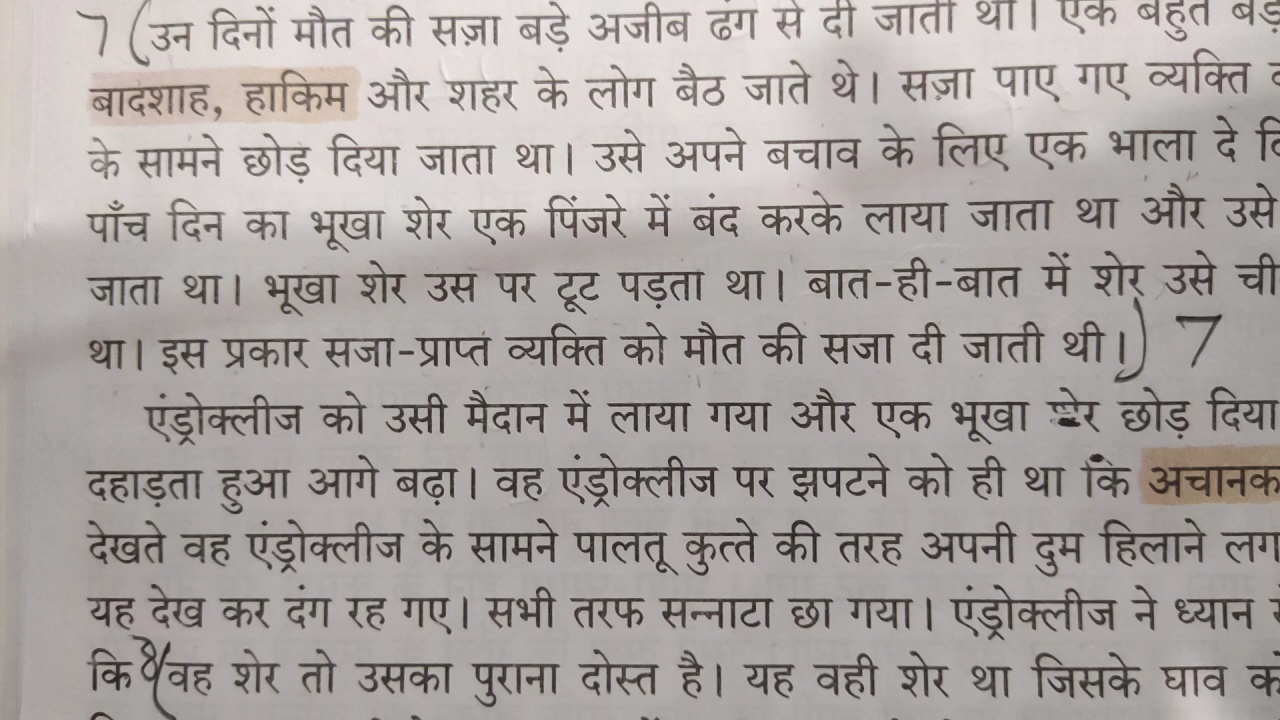 7 (उन दिनों मौत की सज़ा बड़े अजीब ढंग से दी जाती थी। एक बहुत
बादशाह, हाकिम और शहर के लोग बैठ जाते थे। सज़ा पाए गए व्यक्ति
के सामने छोड़ दिया जाता था। उसे अपने बचाव के लिए एक भाला दे
पाँच दिन का भूखा शेर एक पिंजरे में बंद करके लाया जाता था और उसे
जाता था। भूखा शेर उस पर टूट पड़ता था। बात-ही-बात में शेर उसे ची
था। इस प्रकार सजा-प्राप्त व्यक्ति को मौत की सजा दी जाती थी।) 7
एंड्रोक्लीज को उसी मैदान में लाया गया और एक भूखा शेर छोड़ दिया
दहाड़ता हुआ आगे बढ़ा। वह एंड्रोक्लीज पर झपटने को ही था कि अचानक
देखते वह एंड्रोक्लीज के सामने पालतू कुत्ते की तरह अपनी दुम हिलाने लग
यह देख कर दंग रह गए। सभी तरफ सन्नाटा छा गया। एंड्रोक्लीज ने ध्यान
कि 8(वह शेर तो उसका पुराना दोस्त है। यह वही शेर था जिसके घाव